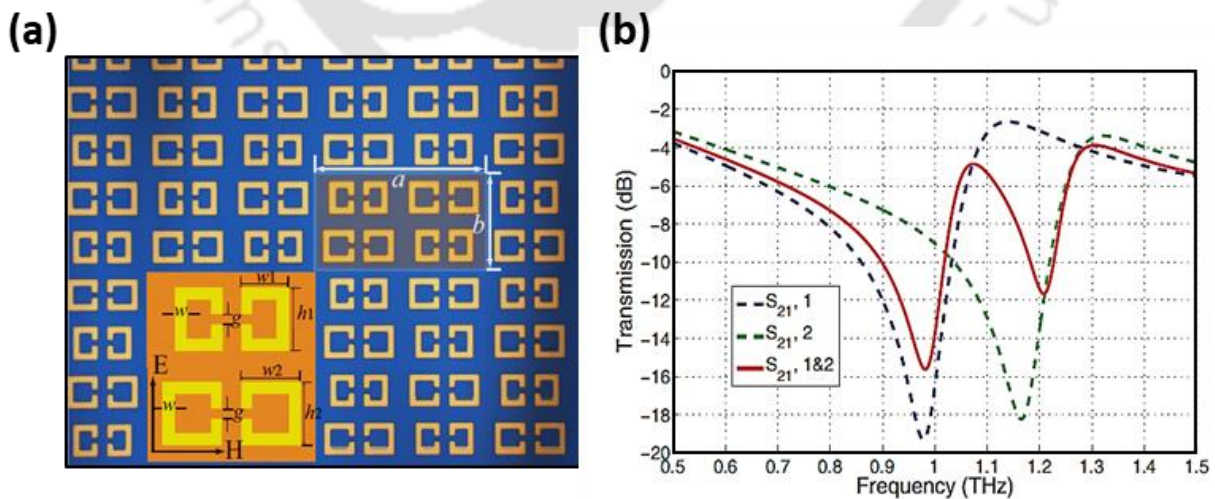 (a)
a
b
w1
w
g
h1
E
w2
w
g
h2
H
(b)
Transmission (dB)
0
−2
−4
−6
−8
−10
−12
−14
−16
−18
−20
S21, 1
S21, 2
S21, 1&2
0.5 0.6 0.7 0.8 0.9 1 1.1 1.2 1.3 1.4 1.5
Frequency (THz)